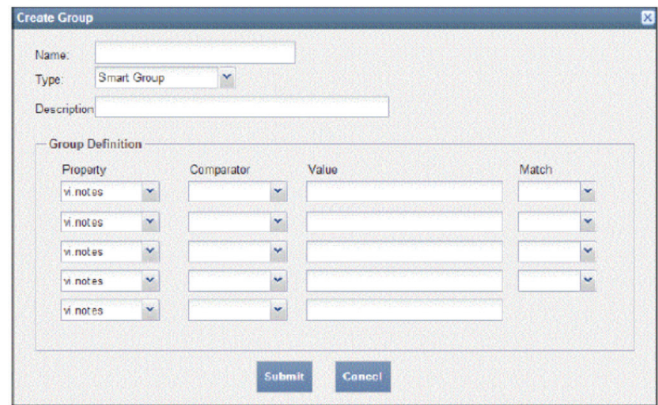 Create Group
Name:
Type: Smart Group
Description
Group Definition
Property Comparator Value Match
vi.notes
vi.notes
vi.notes
vi.notes
vi.notes
Submit Cancel